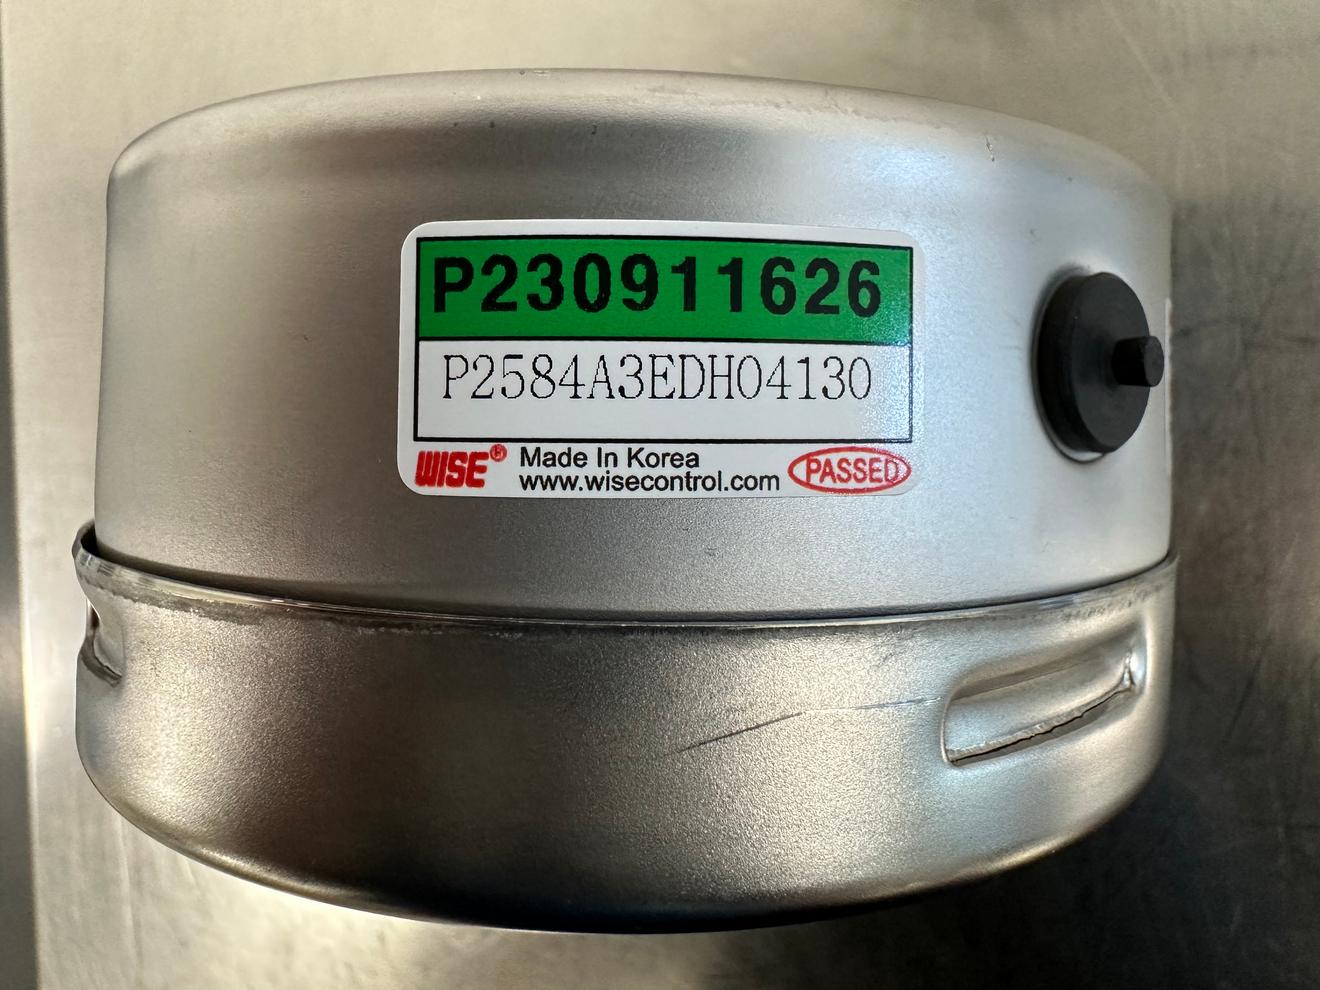 P230911626
P2584A3EDH04130
WISE®
Made In Korea
www.wisecontrol.com
PASSED